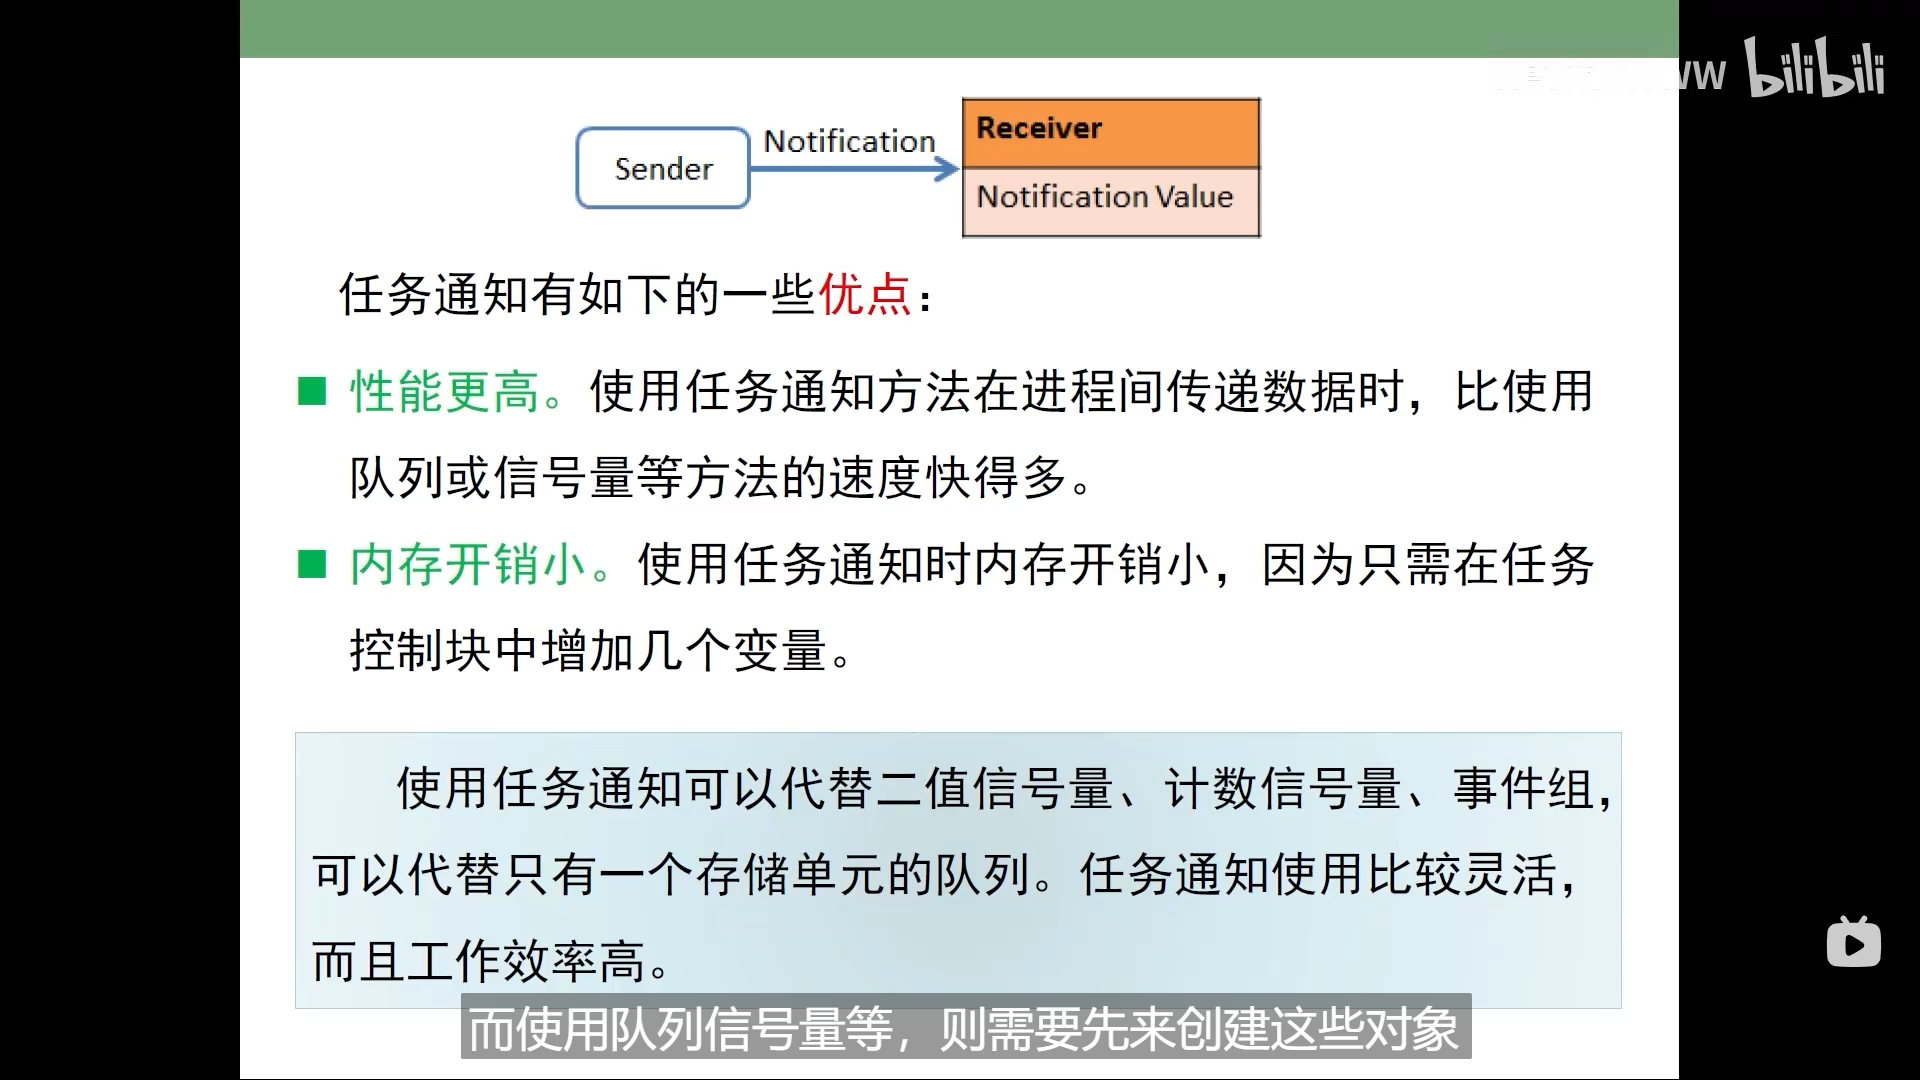 bilibili
Sender
Notification
Receiver
Notification Value
任务通知有如下的一些优点：
性能更高。使用任务通知方法在进程间传递数据时，比使用
队列或信号量等方法的速度快得多。
内存开销小。使用任务通知时内存开销小，因为只需在任务
控制块中增加几个变量。
使用任务通知可以代替二值信号量、计数信号量、事件组，
可以代替只有一个存储单元的队列。任务通知使用比较灵活，
而且工作效率高。
而使用队列信号量等，则需要先来创建这些对象